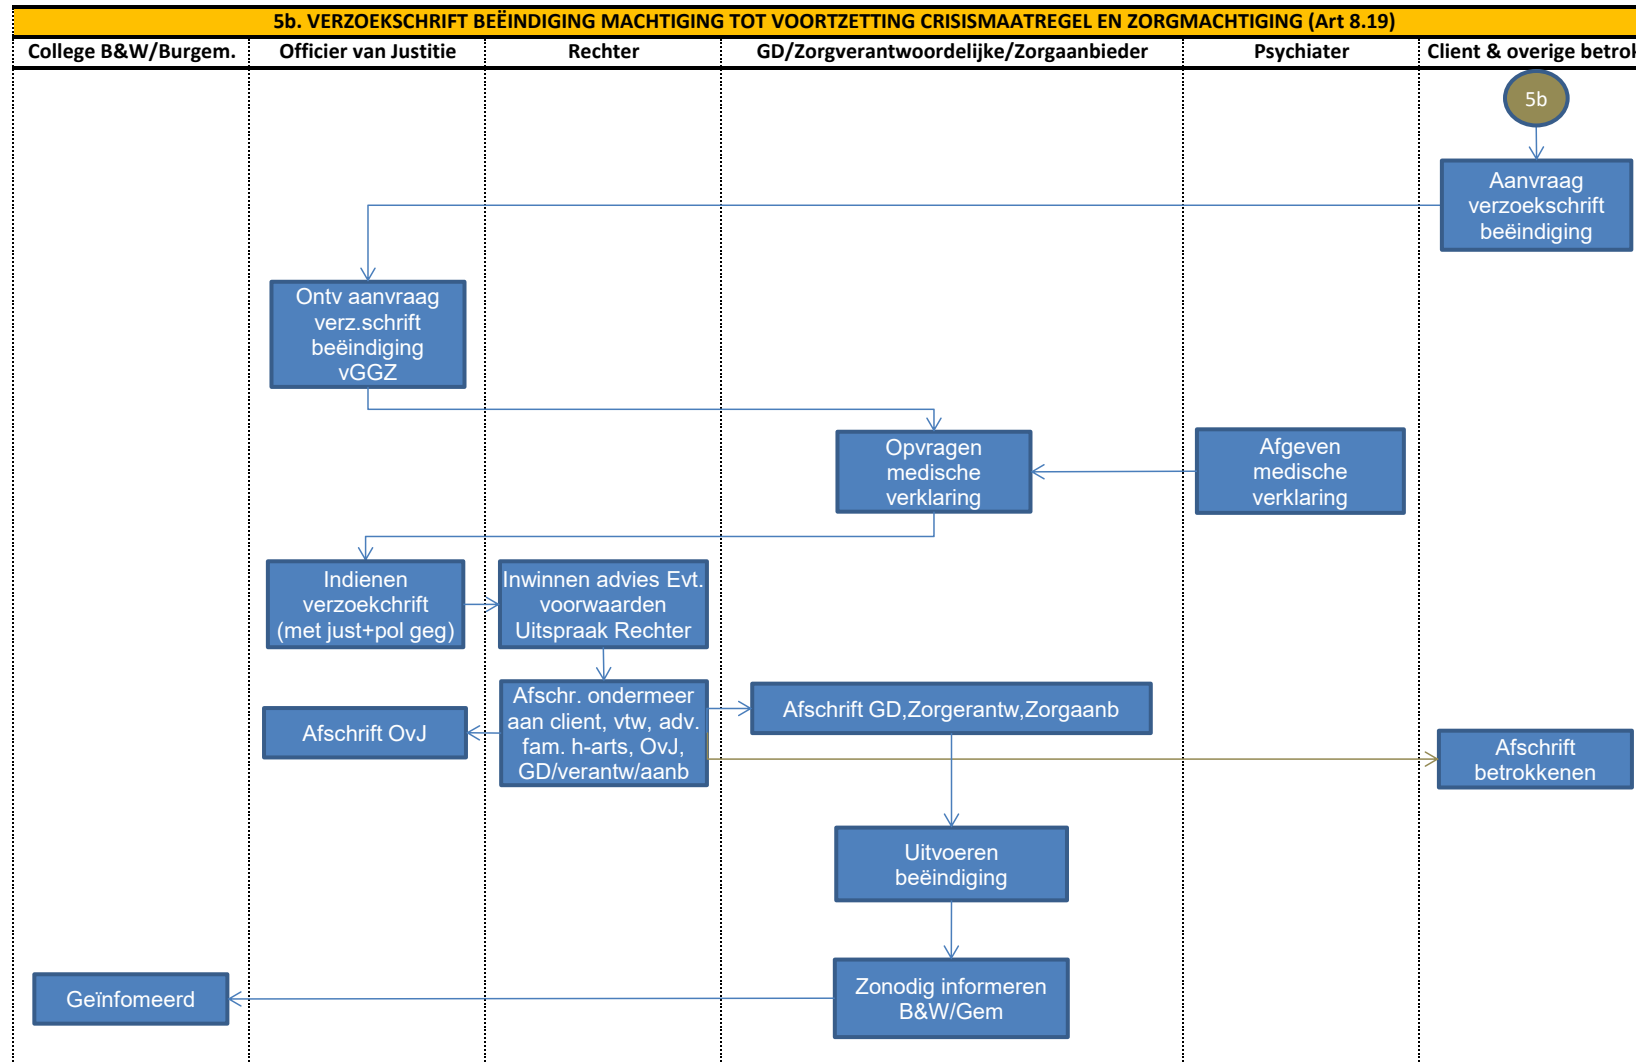 5b. VERZOEKSCHRIFT BEËINDIGING MACHTIGING TOT VOORTZETTING CRISISMAATREGEL EN ZORGMACHTIGING (Art 8.19)
College B&W/Burgem.
Officier van Justitie
Rechter
GD/Zorgverantwoordelijke/Zorgaanbieder
Psychiater
Client & overige betrok
5b
Aanvraag
verzoekschrift
beëindiging
Ontv aanvraag
verz.schrift
beëindiging
vGGZ
Opvragen
medische
verklaring
Afgeven
medische
verklaring
Indienen
verzoekchrift
(met just+pol geg)
Inwinnen advies Evt.
voorwaarden
Uitspraak Rechter
Afschr. ondermeer
aan client, vtw, adv.
fam. h-arts, OvJ,
GD/verantw/aanb
Afschrift OvJ
Afschrift GD,Zorgerantw,Zorgaanb
Afschrift
betrokkenen
Uitvoeren
beëindiging
Zonodig informeren
B&W/Gem
Geïnfomeerd